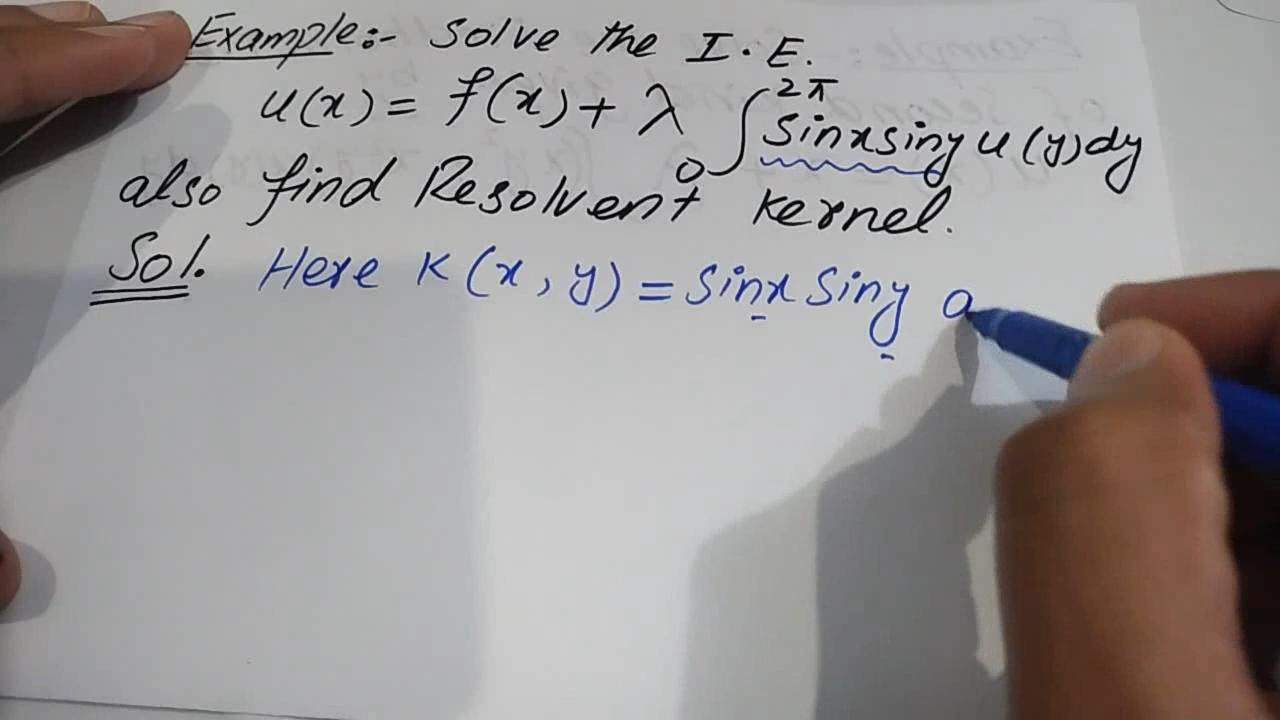 Example:- Solve the I.E.
u(x) = f(x) + λ ∫₀^2π sinx siny u(y)dy
also find Resolvent Kernel.
Sol. Here K(x, y) = Sinx Siny a